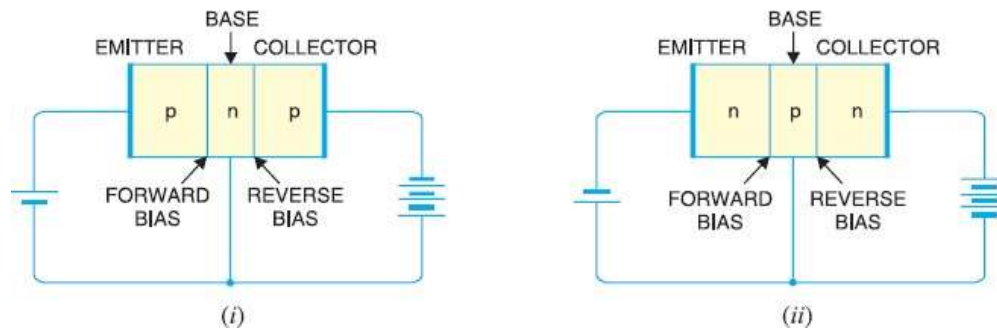 BASE
EMITTER COLLECTOR
p n p
FORWARD BIAS
REVERSE BIAS
(i)
BASE
EMITTER COLLECTOR
n p n
FORWARD BIAS
REVERSE BIAS
(ii)